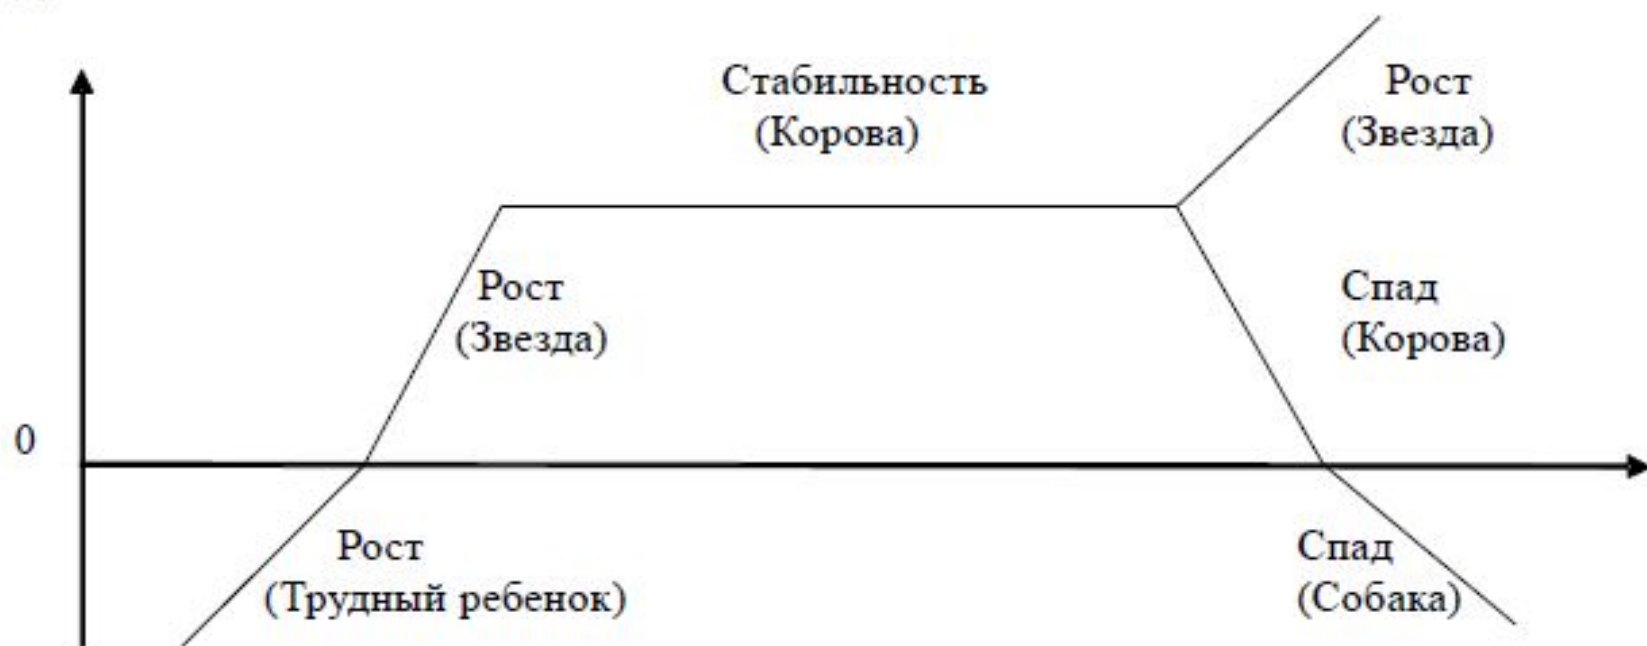 Стабильность
(Корова)
Рост
(Звезда)
Рост
(Звезда)
Спад
(Корова)
0
Рост
(Трудный ребенок)
Спад
(Собака)